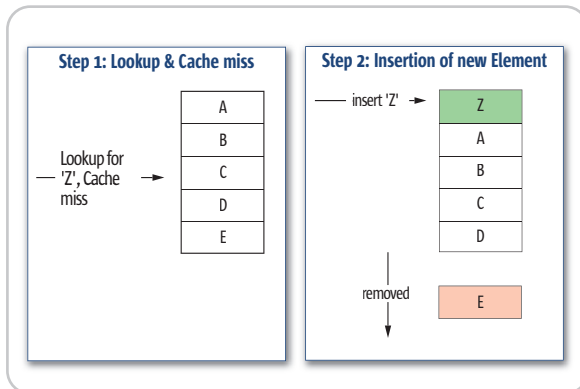 Step 1: Lookup & Cache miss
Lookup for
'Z', Cache
miss
A
B
C
D
E
Step 2: Insertion of new Element
insert 'Z'
Z
A
B
C
D
removed
E